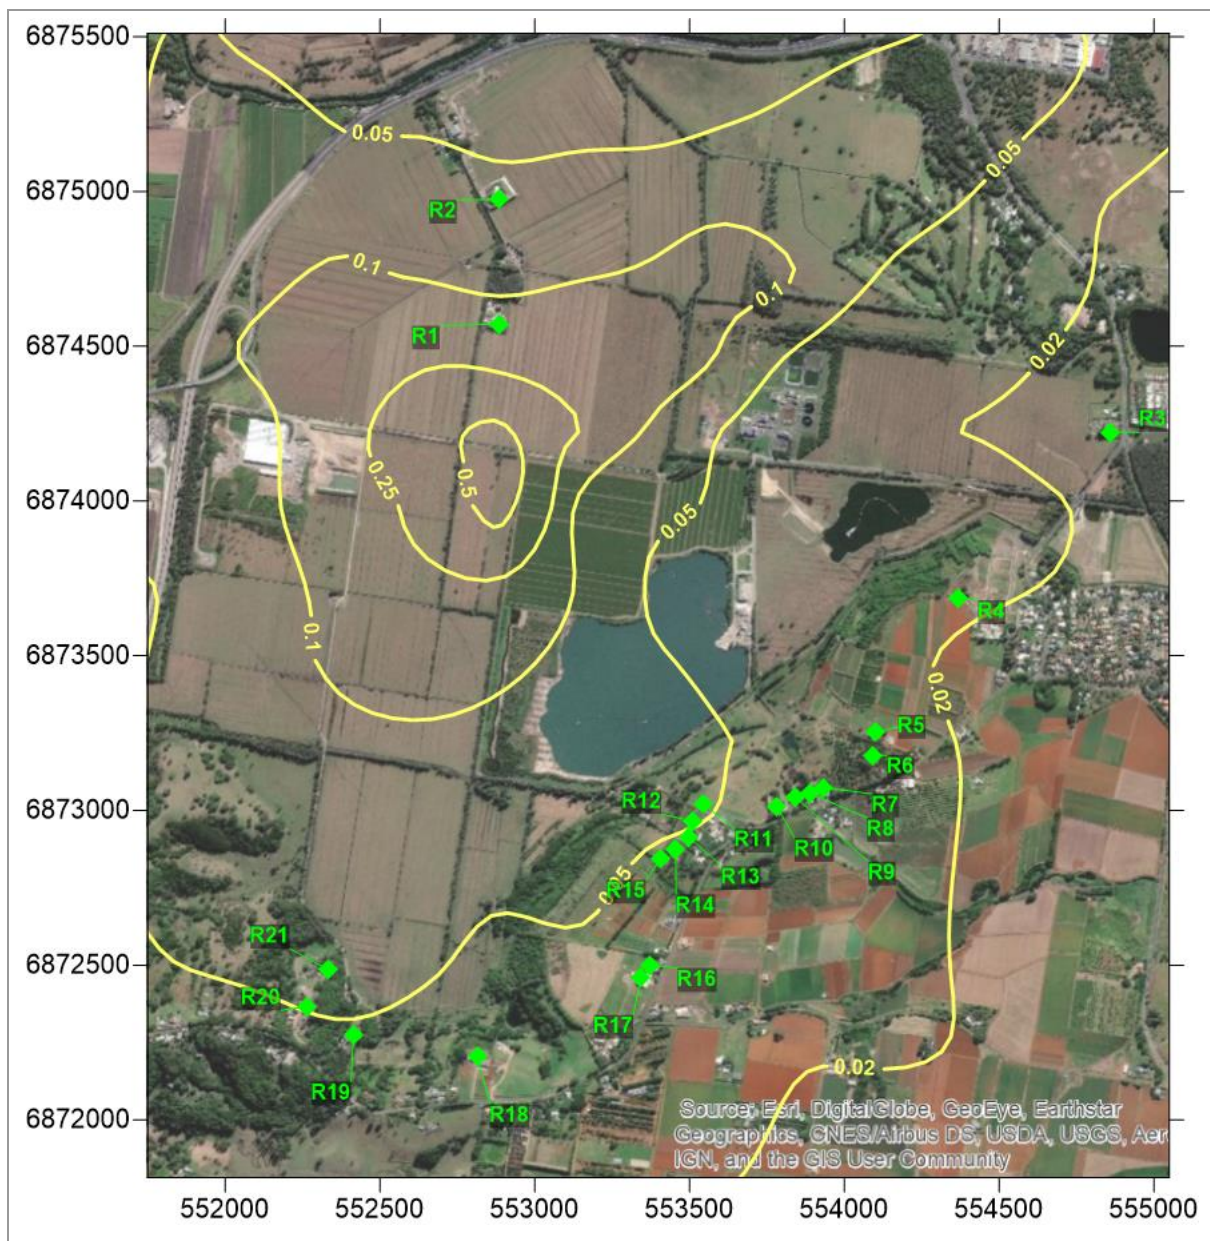 6875500
0.05
0.05
6875000
R2
0.1
0.1
R1
6874500
0.02
R3
0.25
0.5
6874000
0.05
R4
0.1
6873500
0.02
R5
R6
R12
R7
6873000
R11
R8
R10
R9
R13
R15
0.05
R14
R21
6872500
R16
R20
R17
0.02
R19
R18
6872000
Source: Esri, DigitalGlobe, GeoEye, Earthstar
Geographics, CNES/Airbus DS, USDA, USGS, Aer
IGN, and the GIS User Community
552000 552500 553000 553500 554000 554500 555000